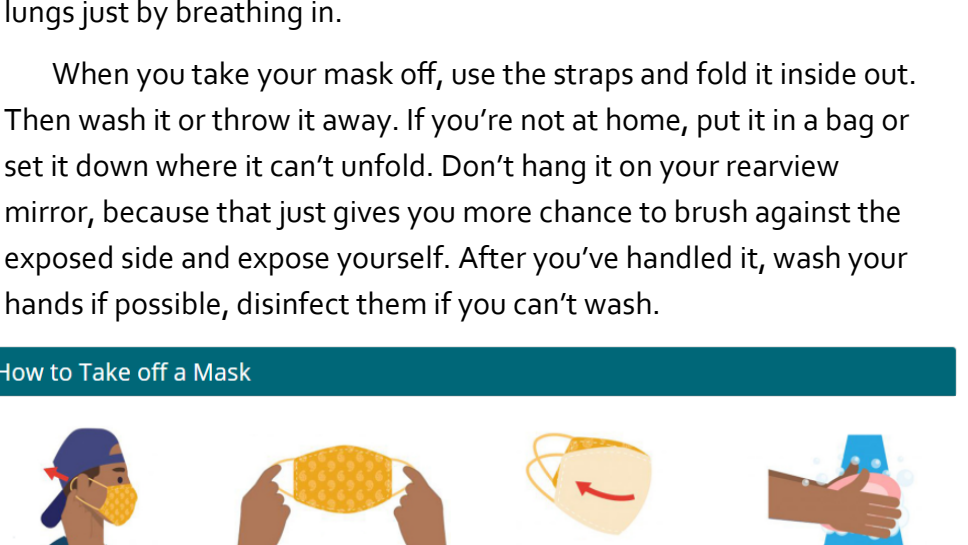 lungs just by breathing in.
When you take your mask off, use the straps and fold it inside out.
Then wash it or throw it away. If you’re not at home, put it in a bag or
set it down where it can’t unfold. Don’t hang it on your rearview
mirror, because that just gives you more chance to brush against the
exposed side and expose yourself. After you’ve handled it, wash your
hands if possible, disinfect them if you can’t wash.
How to Take off a Mask